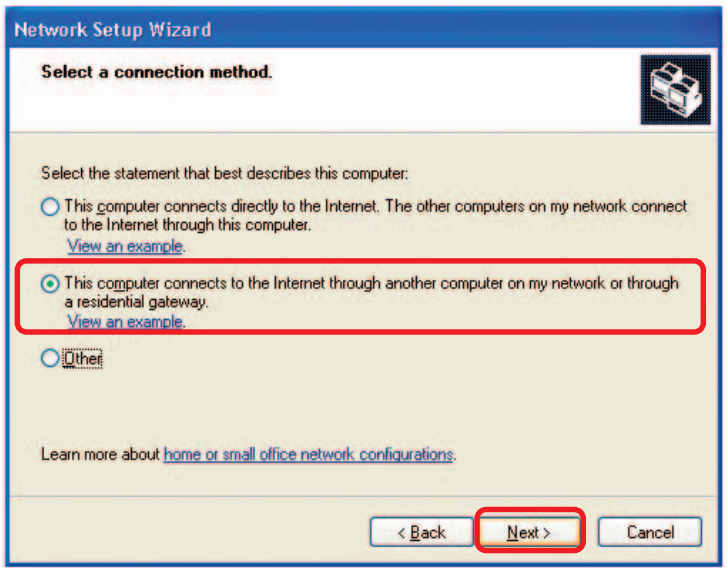 Network Setup Wizard
Select a connection method.
Select the statement that best describes this computer:
This computer connects directly to the Internet. The other computers on my network connect
to the Internet through this computer.
View an example.
This computer connects to the Internet through another computer on my network or through
a residential gateway.
View an example.
Other
Learn more about home or small office network configurations.
< Back Next > Cancel